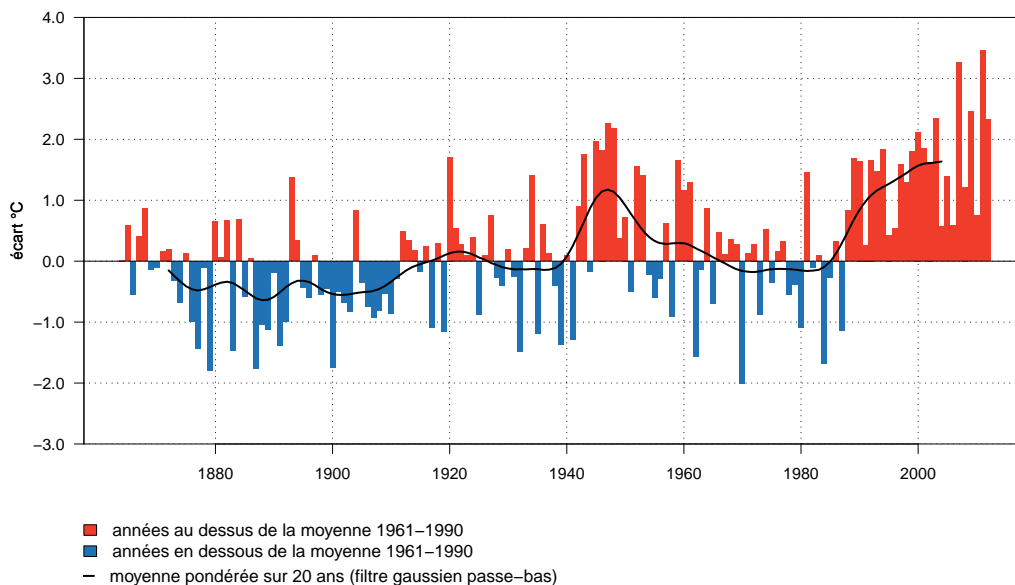 écart °C
4.0
3.0
2.0
1.0
0.0
−1.0
−2.0
−3.0
1880 1900 1920 1940 1960 1980 2000
années au dessus de la moyenne 1961−1990
années en dessous de la moyenne 1961−1990
moyenne pondérée sur 20 ans (filtre gaussien passe−bas)